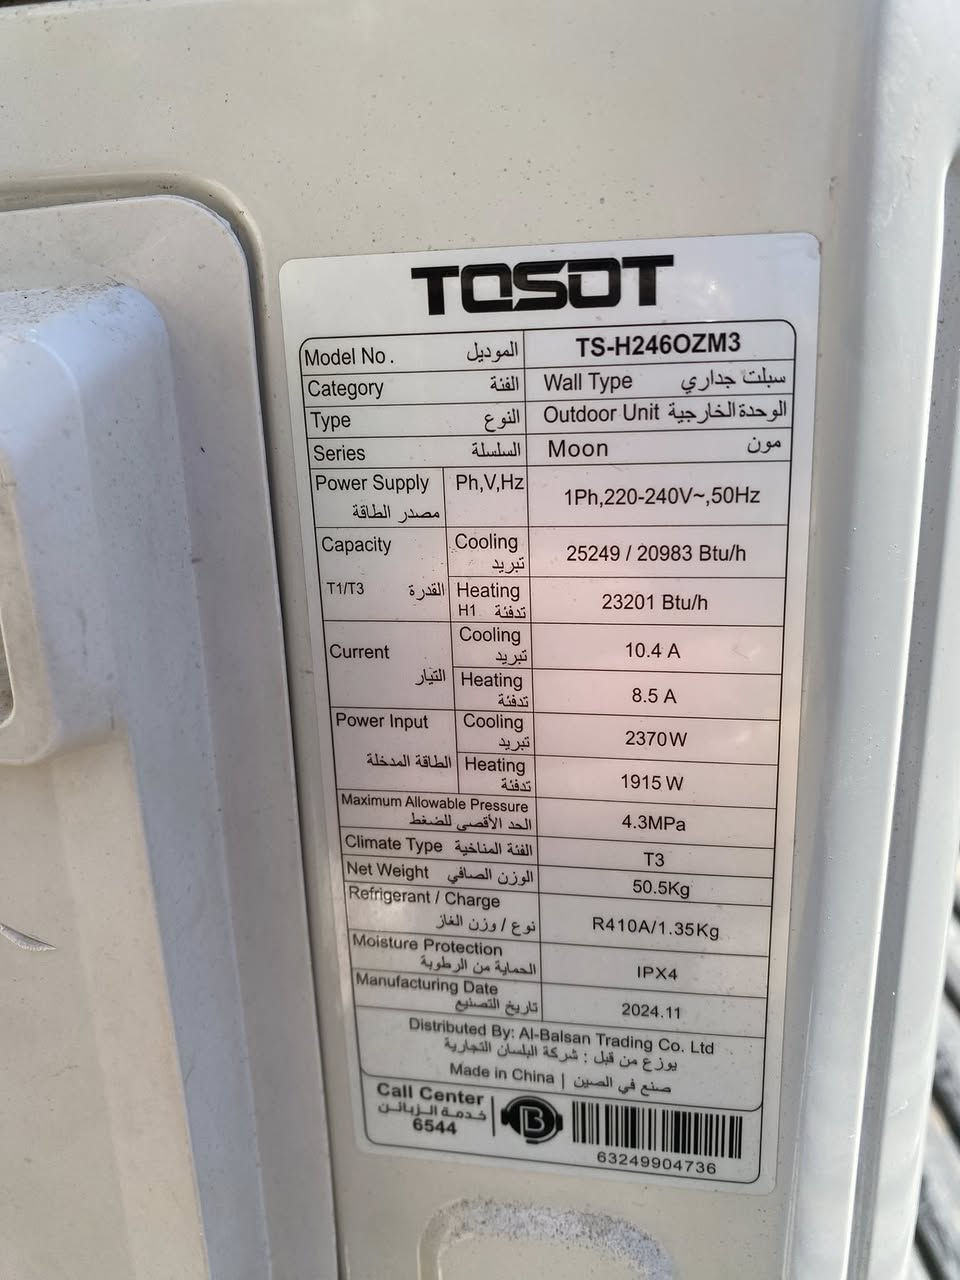 TOSOT
Model No. الموديل TS-H246OZM3
Category الفئة Wall Type سبلت جداري
Type النوع Outdoor Unit الوحدة الخارجية
Series السلسلة Moon مون
Power Supply Ph,V,Hz 1Ph,220-240V~,50Hz
مصدر الطاقة
Capacity Cooling 25249 / 20983 Btu/h
تبريد
T1/T3 القدرة Heating 23201 Btu/h
H1 تدفئة
Current Cooling 10.4 A
تبريد
التيار Heating 8.5 A
تدفئة
Power Input Cooling 2370W
تبريد
الطاقة المدخلة Heating 1915 W
تدفئة
Maximum Allowable Pressure 4.3MPa
الحد الأقصى للضغط
Climate Type الفئة المناخية T3
Net Weight الوزن الصافي 50.5Kg
Refrigerant / Charge R410A/1.35Kg
نوع / وزن الغاز
Moisture Protection IPX4
الحماية من الرطوبة
Manufacturing Date 2024.11
تاريخ التصنيع
Distributed By: Al-Balsan Trading Co. Ltd
يوزع من قبل : شركة البلسان التجارية
Made in China | صنع في الصين
Call Center
خدمة الزبائن
6544
B
63249904736